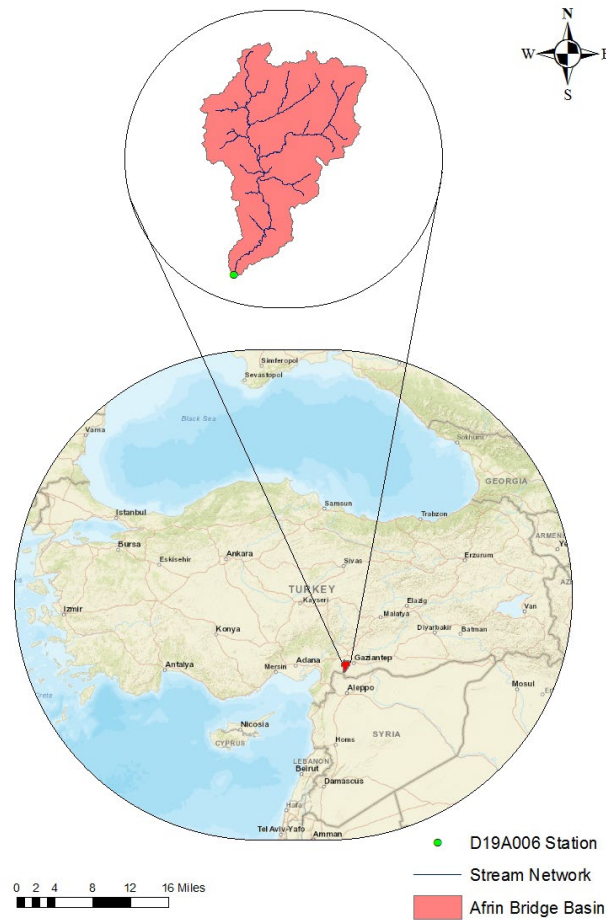 N
W
E
S
Simferopol
Sevastopol
Black Sea
Varna
Sokhumi
GEORGIA
Samsun
Trabzon
Istanbul
ARMEN
Bursa
Eskisehir
Ankara
Sivas
Erzurum
TURKEY
Kayseri
Elazig
Malatya
Van
Izmir
Konya
Diyarbakir
Batman
Antalya
Mersin
Adana
Gaziantep
Aleppo
Mosul
Crete
Nicosia
CYPRUS
Homs
SYRIA
LEBANON
Beirut
Damascus
Haifa
Tel Aviv-Yafo
Amman
D19A006 Station
Stream Network
Afrin Bridge Basin
0 2 4 8 12 16 Miles